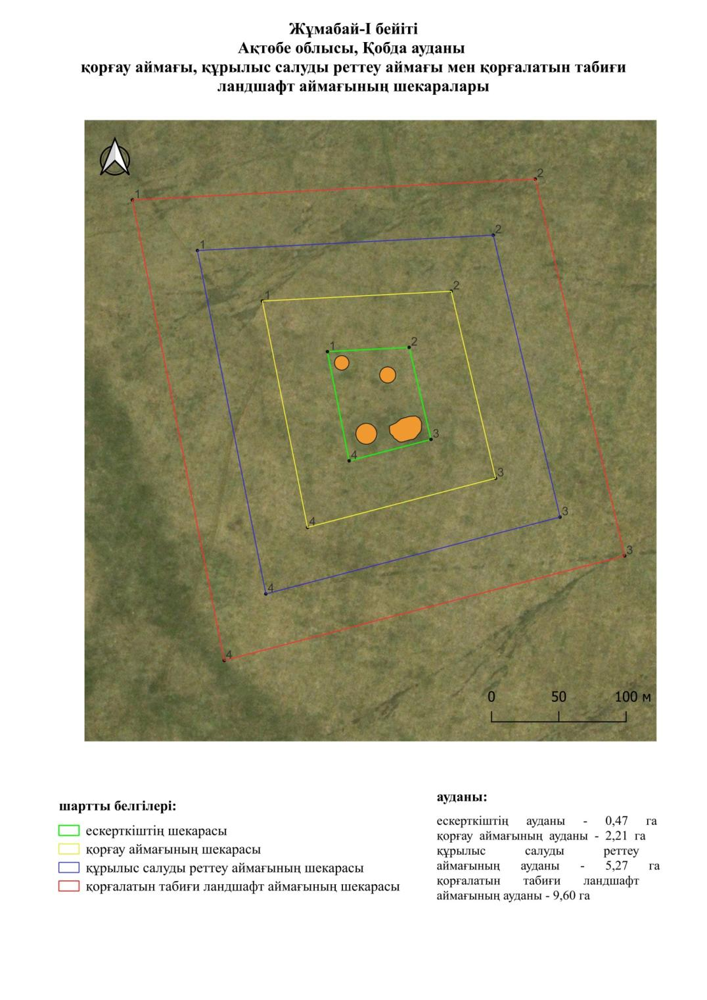 Жұмабай-I бейіті
Ақтөбе облысы, Қобда ауданы
қорғау аймағы, құрылыс салуды реттеу аймағы мен қорғалатын табиғи
ландшафт аймағының шекаралары
2
1
2
1
2
1
2
1
3
4
3
3
4
3
4
4
0 50 100 м
шартты белгілері:
ескерткіштің шекарасы
қорғау аймағының шекарасы
құрылыс салуды реттеу аймағының шекарасы
қорғалатын табиғи ландшафт аймағының шекарасы
ауданы:
ескерткіштің ауданы - 0,47 га
қорғау аймағының ауданы - 2,21 га
құрылыс салуды реттеу
аймағының ауданы - 5,27 га
қорғалатын табиғи ландшафт
аймағының ауданы - 9,60 га